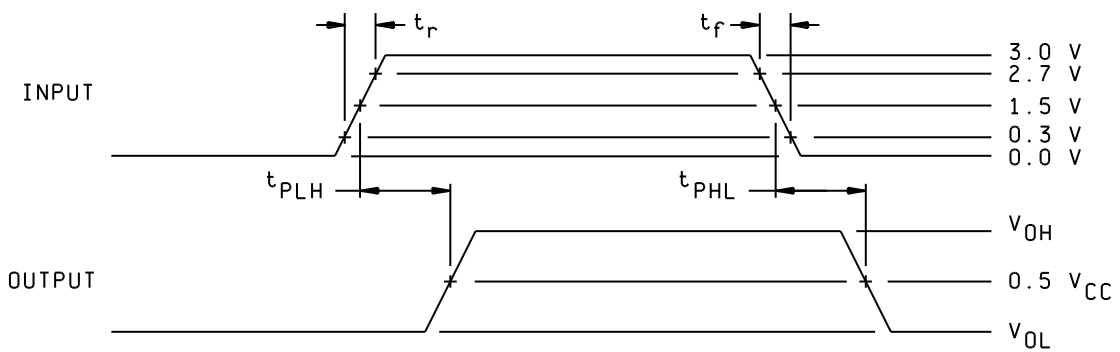 t_r t_f
3.0 V
2.7 V
INPUT 1.5 V
0.3 V
0.0 V
t_PLH t_PHL
V_OH
OUTPUT 0.5 V_CC
V_OL